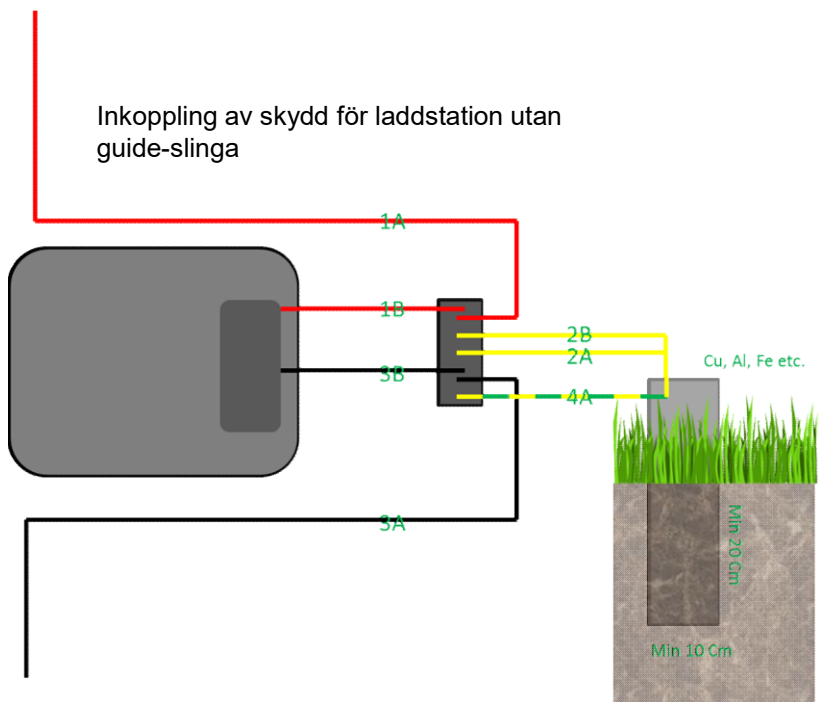 Inkoppling av skydd för laddstation utan
guide-slinga
1A
1B
2B
2A
3B
4A
Cu, Al, Fe etc.
3A
Min 20 Cm
Min 10 Cm